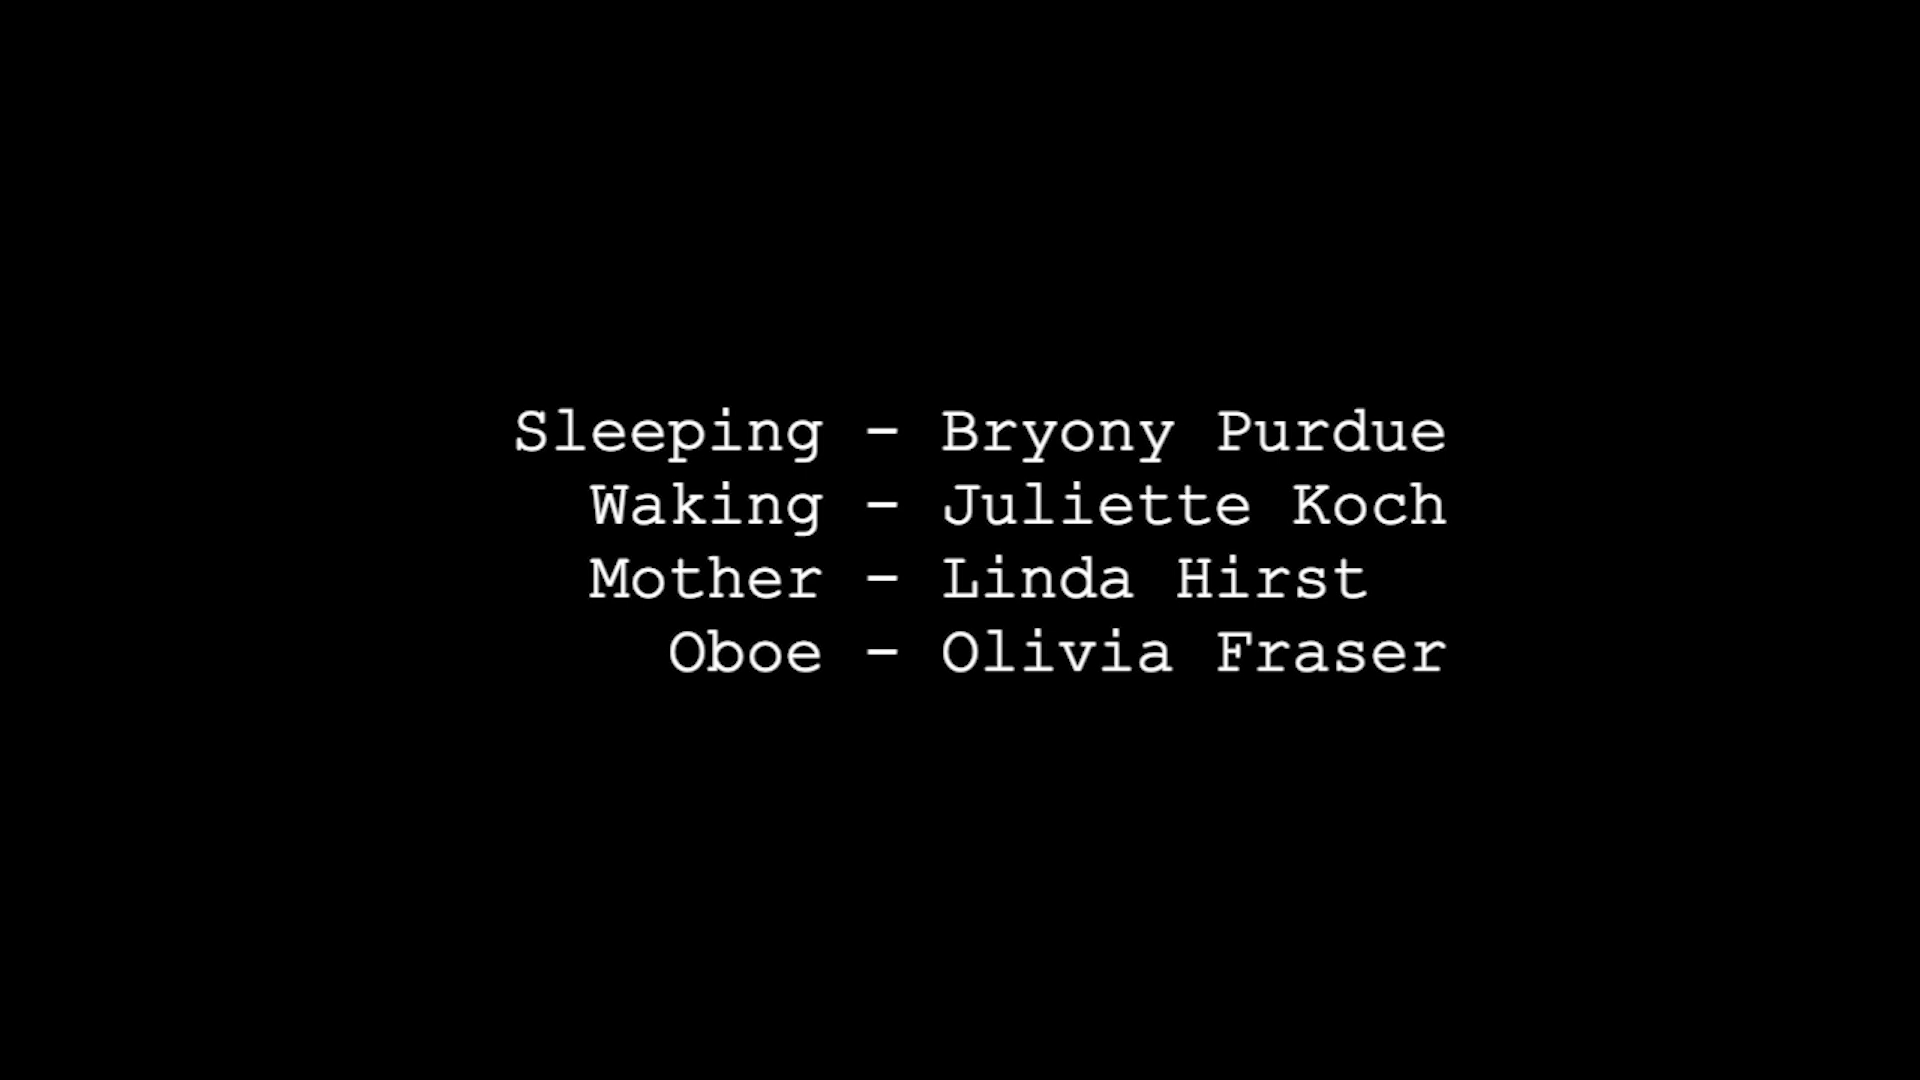 Sleeping - Bryony Purdue
Waking - Juliette Koch
Mother - Linda Hirst
Oboe - Olivia Fraser